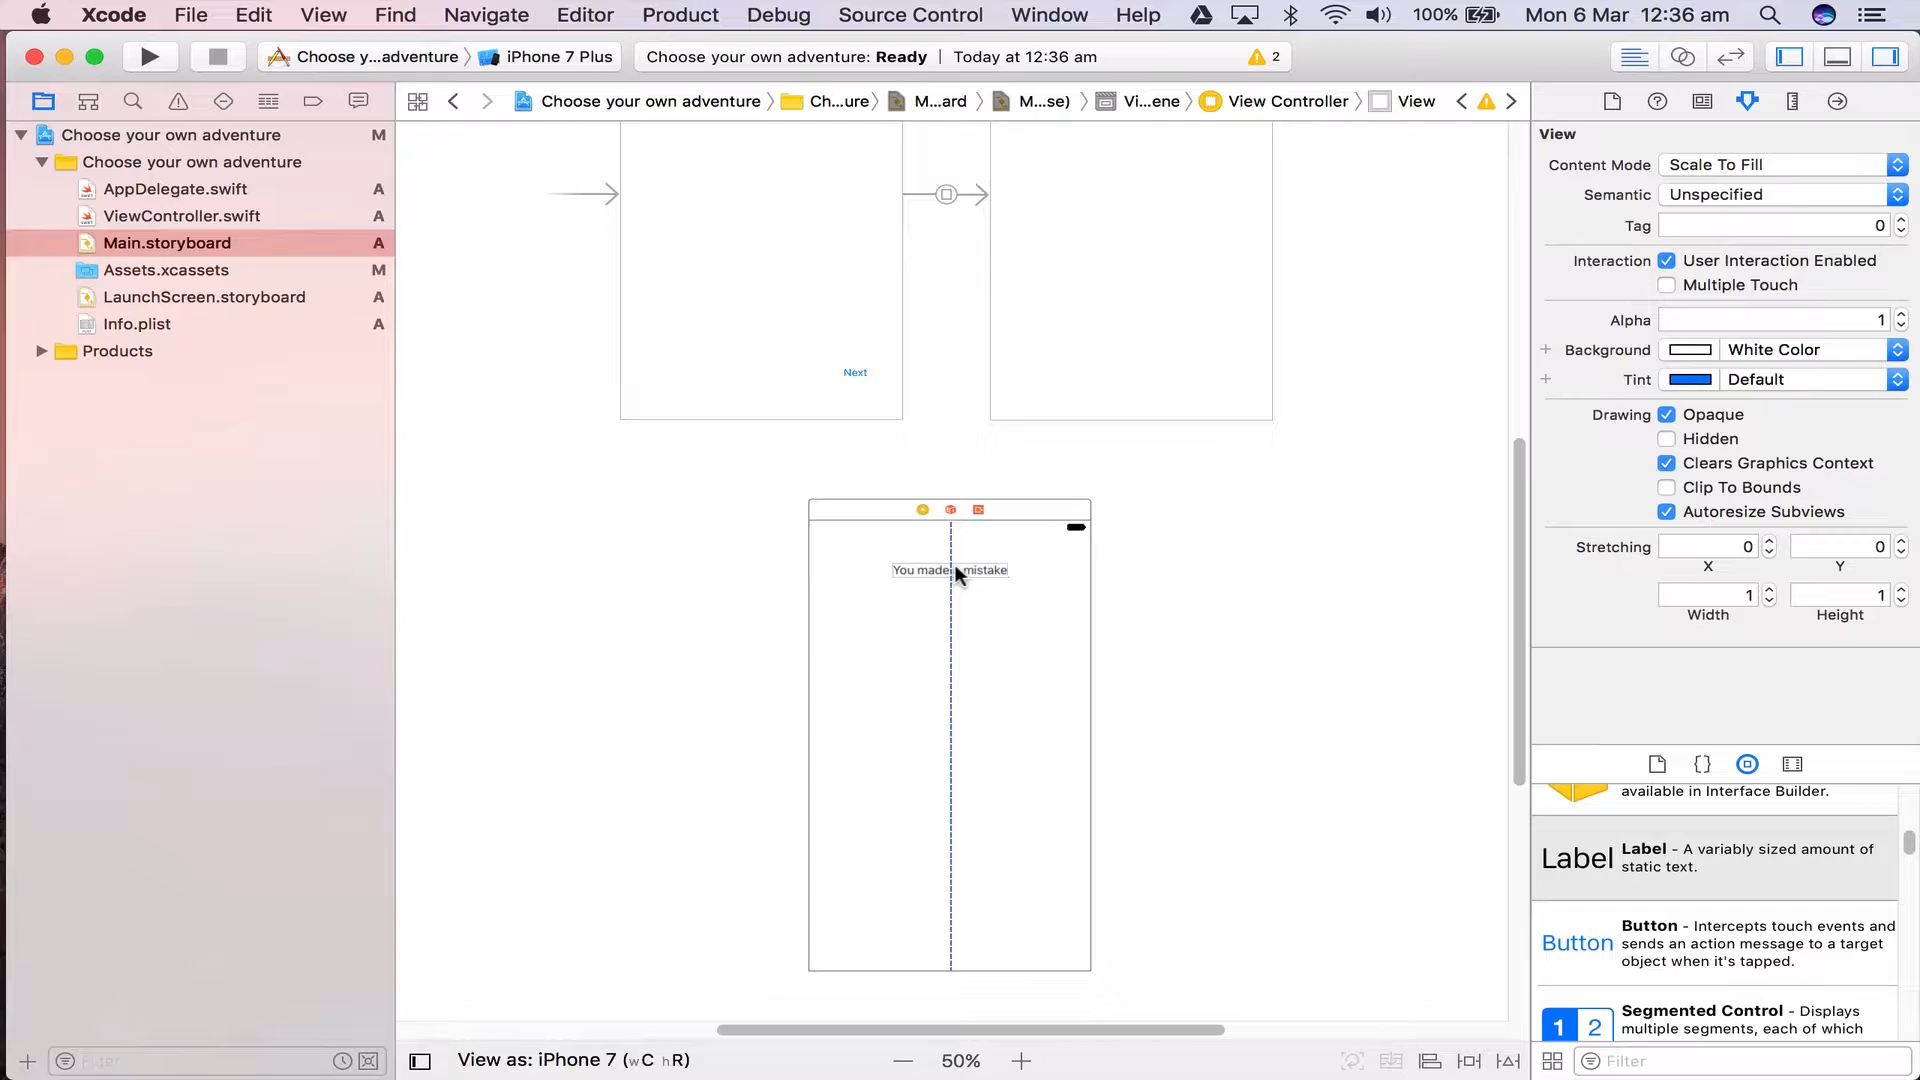 Xcode File Edit View Find Navigate Editor Product Debug Source Control Window Help 100% Mon 6 Mar 12:36 am
Choose y...adventure iPhone 7 Plus Choose your own adventure: Ready | Today at 12:36 am 2
Choose your own adventure Ch...ure M...ard M...se) Vi...ene View Controller View
Choose your own adventure M
Choose your own adventure
AppDelegate.swift A
ViewController.swift A
Main.storyboard A
Assets.xcassets M
LaunchScreen.storyboard A
Info.plist A
Products
Filter
Next
You made mistake
View as: iPhone 7 (wC hR) 50%
View
Content Mode Scale To Fill
Semantic Unspecified
Tag 0
Interaction User Interaction Enabled
Multiple Touch
Alpha 1
Background White Color
Tint Default
Drawing Opaque
Hidden
Clears Graphics Context
Clip To Bounds
Autoresize Subviews
Stretching 0 0
X Y
1 1
Width Height
available in Interface Builder.
Label Label - A variably sized amount of
static text.
Button Button - Intercepts touch events and
sends an action message to a target
object when it's tapped.
1 2 Segmented Control - Displays
multiple segments, each of which
Filter